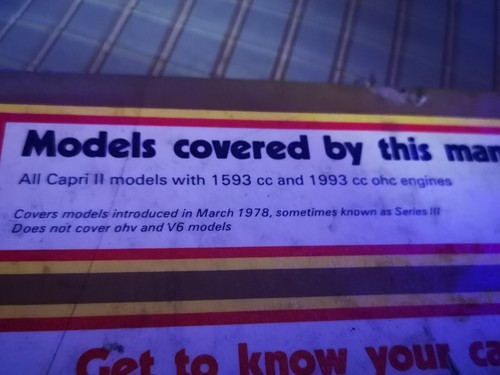 Models covered by this man
All Capri II models with 1593 cc and 1993 cc ohc engines
Covers models introduced in March 1978, sometimes known as Series III
Does not cover ohv and V6 models
Get to know your ca